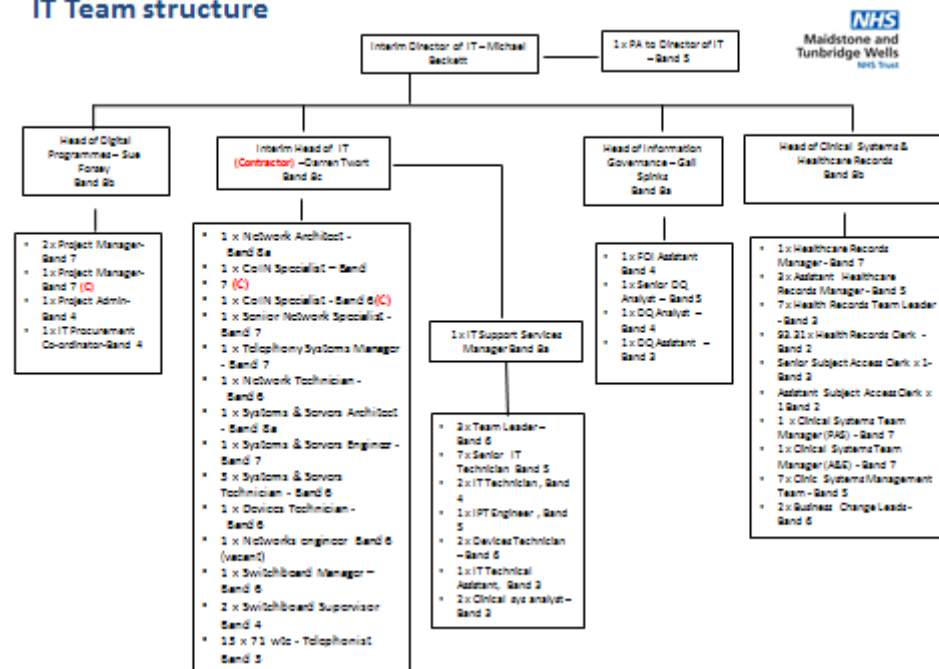 IT Team structure
NHS
Maidstone and
Tunbridge Wells
NHS Trust
Interim Director of IT – Michael
Beckett
1 x PA to Director of IT
– Band 5
Head of Digital
Programmes – Sue
Forsey
Band 8b
Interim Head of IT
(Contractor) – Darren Twort
Band 8c
Head of Information
Governance – Gail
Spinks
Band 8a
Head of Clinical Systems &
Healthcare Records
Band 8b
2 x Project Manager-
Band 7
1 x Project Manager-
Band 7 (C)
1 x Project Admin-
Band 4
1 x IT Procurement
Co-ordinator-Band 4
1 x Network Architect -
Band 8a
1 x CoIN Specialist – Band
7 (C)
1 x CoIN Specialist - Band 6(C)
1 x Senior Network Specialist -
Band 7
1 x Telephony Systems Manager
- Band 7
1 x Network Technician -
Band 6
1 x Systems & Servers Architect
- Band 8a
1 x Systems & Servers Engineer -
Band 7
x Systems & Servers
Technician - Band 6
1 x Devices Technician -
Band 6
1 x Networks engineer Band 6
(vacant)
1 x Switchboard Manager –
Band 6
2 x Switchboard Supervisor
Band 4
x 71 wte - Telephonist
Band
1 x IT Support Services
Manager Band 8a
3 x Team Leader –
Band 6
7 x Senior IT
Technician Band 5
2 x IT Technician, Band
4
1 x IPT Engineer, Band
5
2 x Devices Technician
– Band 6
1 x IT Technical
Assistant, Band 3
2 x Clinical sys analyst –
Band 3
1 x FOI Assistant
Band 4
1 x Senior DQ
Analyst – Band 5
1 x DQ Analyst –
Band 4
1 x DQ Assistant –
Band 3
1 x Healthcare Records
Manager - Band 7
3 x Assistant Healthcare
Records Manager - Band 5
7 x Health Records Team Leader
- Band 3
93.31 x Health Records Clerk -
Band 2
Senior Subject Access Clerk x 1-
Band 3
Assistant Subject Access Clerk x
1 Band 2
1 x Clinical Systems Team
Manager (PAS) - Band 7
1 x Clinical Systems Team
Manager (A&E) - Band 7
7 x Clinic Systems Management
Team - Band 5
2 x Business Change Leads-
Band 6